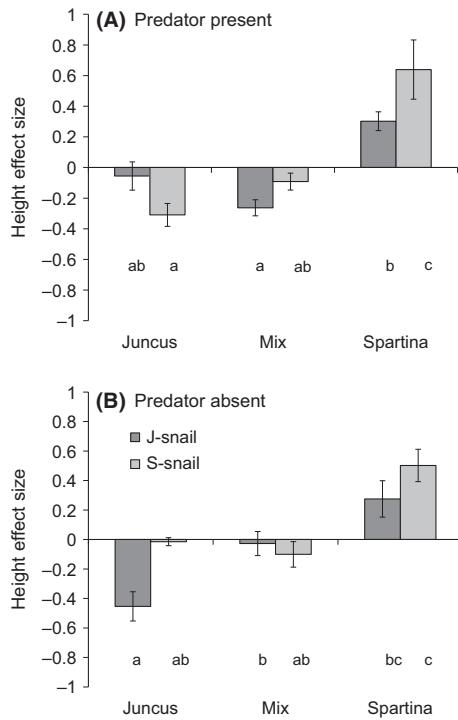 (A) Predator present
Height effect size
1
0.8
0.6
0.4
0.2
0
–0.2
–0.4
–0.6
–0.8
–1
ab a a ab b c
Juncus Mix Spartina
(B) Predator absent
J-snail
S-snail
Height effect size
1
0.8
0.6
0.4
0.2
0
–0.2
–0.4
–0.6
–0.8
–1
a ab b ab bc c
Juncus Mix Spartina